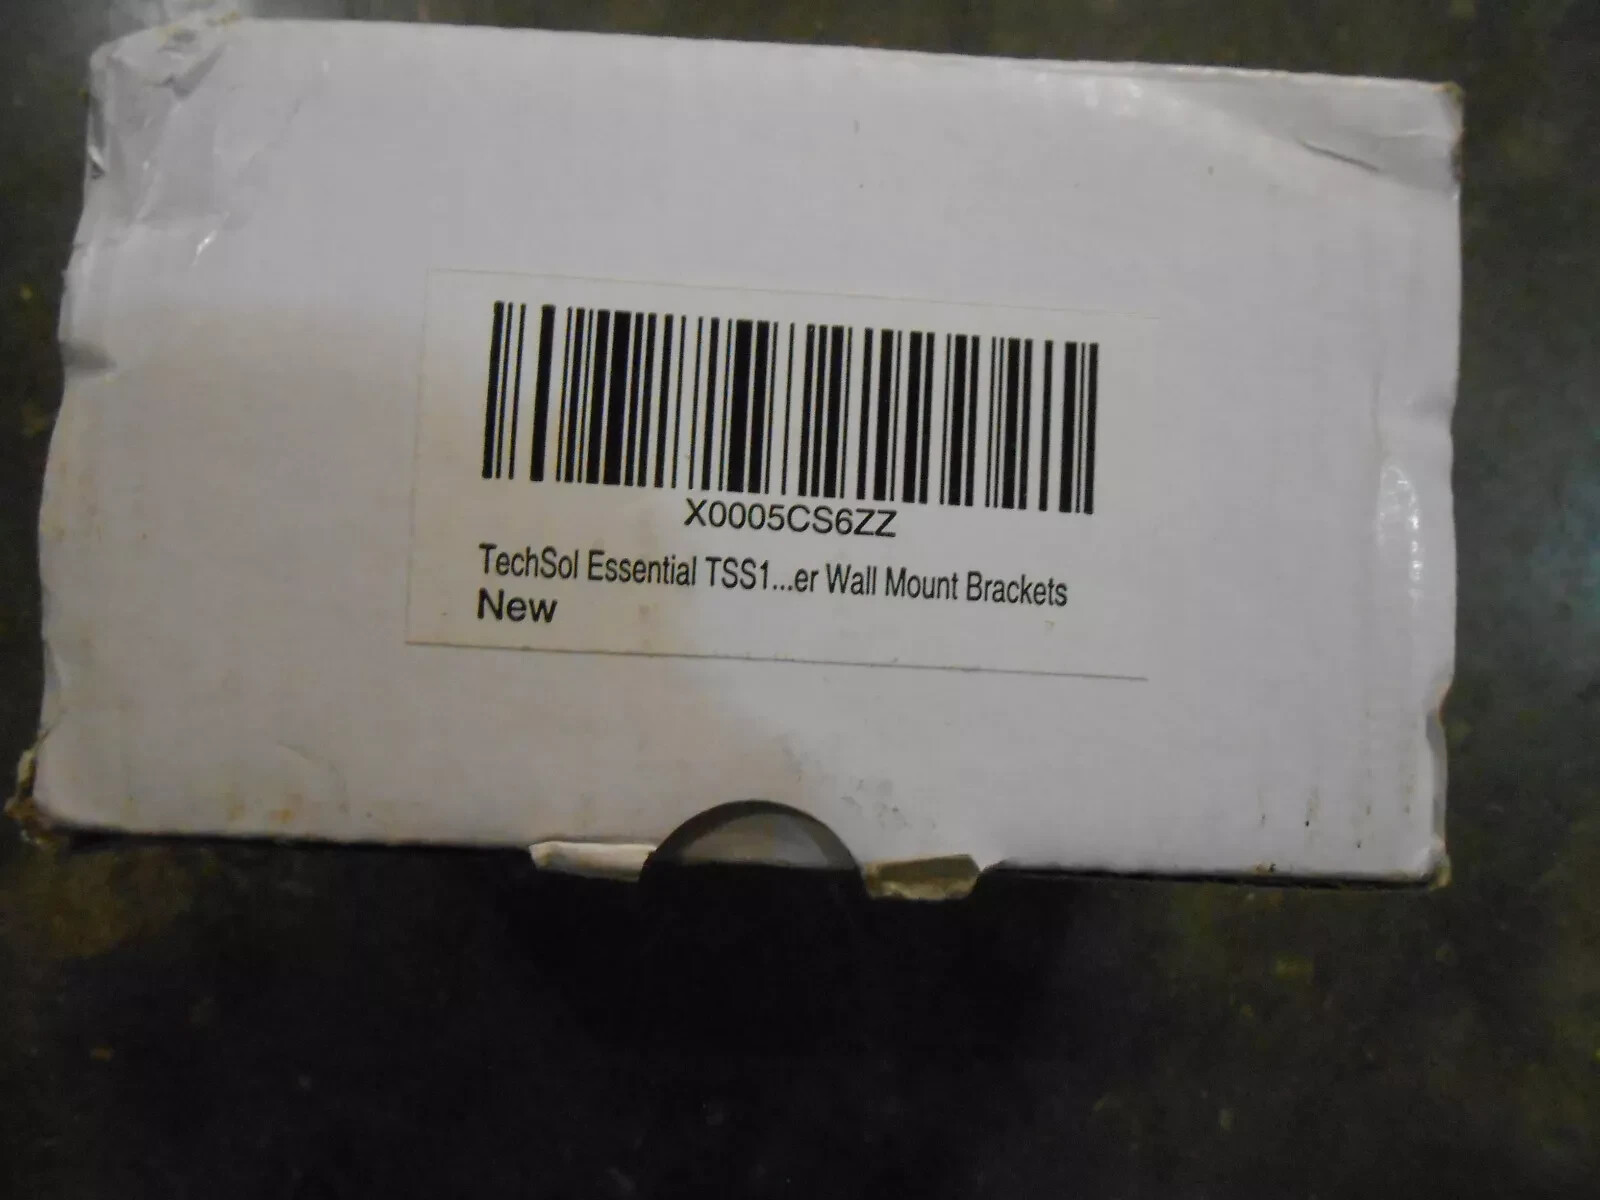 X0005CS6ZZ
TechSol Essential TSS1...er Wall Mount Brackets
New